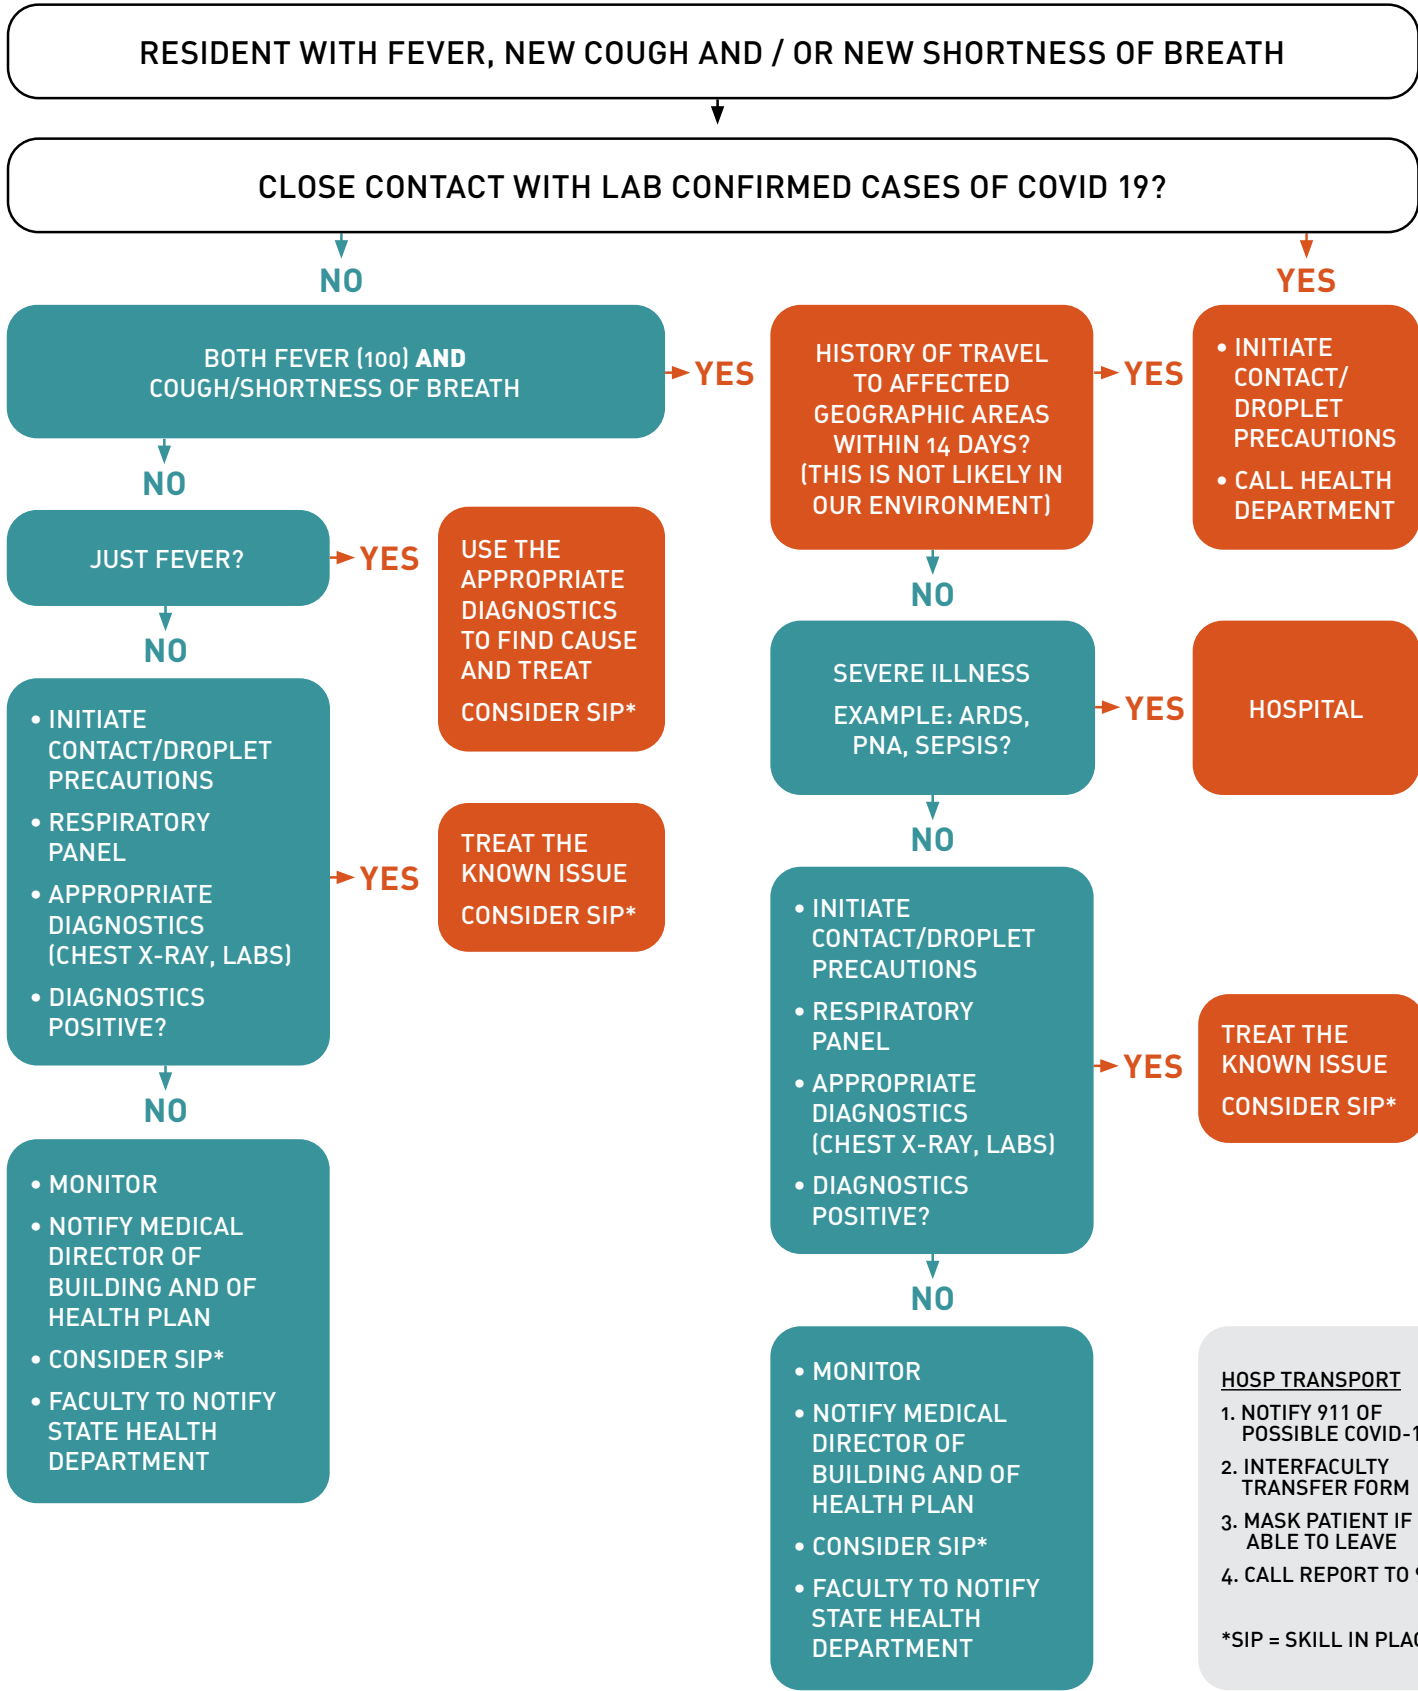 RESIDENT WITH FEVER, NEW COUGH AND / OR NEW SHORTNESS OF BREATH
CLOSE CONTACT WITH LAB CONFIRMED CASES OF COVID 19?
NO
YES
BOTH FEVER (100) AND
COUGH/SHORTNESS OF BREATH
YES
HISTORY OF TRAVEL
TO AFFECTED
GEOGRAPHIC AREAS
WITHIN 14 DAYS?
(THIS IS NOT LIKELY IN
OUR ENVIRONMENT)
YES
• INITIATE
CONTACT/
DROPLET
PRECAUTIONS
• CALL HEALTH
DEPARTMENT
NO
JUST FEVER?
YES
USE THE
APPROPRIATE
DIAGNOSTICS
TO FIND CAUSE
AND TREAT
CONSIDER SIP*
NO
• INITIATE
CONTACT/DROPLET
PRECAUTIONS
• RESPIRATORY
PANEL
• APPROPRIATE
DIAGNOSTICS
(CHEST X-RAY, LABS)
• DIAGNOSTICS
POSITIVE?
YES
TREAT THE
KNOWN ISSUE
CONSIDER SIP*
NO
• MONITOR
• NOTIFY MEDICAL
DIRECTOR OF
BUILDING AND OF
HEALTH PLAN
• CONSIDER SIP*
• FACULTY TO NOTIFY
STATE HEALTH
DEPARTMENT
NO
SEVERE ILLNESS
EXAMPLE: ARDS,
PNA, SEPSIS?
YES
HOSPITAL
NO
• INITIATE
CONTACT/DROPLET
PRECAUTIONS
• RESPIRATORY
PANEL
• APPROPRIATE
DIAGNOSTICS
(CHEST X-RAY, LABS)
• DIAGNOSTICS
POSITIVE?
YES
TREAT THE
KNOWN ISSUE
CONSIDER SIP*
NO
• MONITOR
• NOTIFY MEDICAL
DIRECTOR OF
BUILDING AND OF
HEALTH PLAN
• CONSIDER SIP*
• FACULTY TO NOTIFY
STATE HEALTH
DEPARTMENT
HOSP TRANSPORT
1. NOTIFY 911 OF
POSSIBLE COVID-1
2. INTERFACULTY
TRANSFER FORM
3. MASK PATIENT IF
ABLE TO LEAVE
4. CALL REPORT TO
*SIP = SKILL IN PLAC